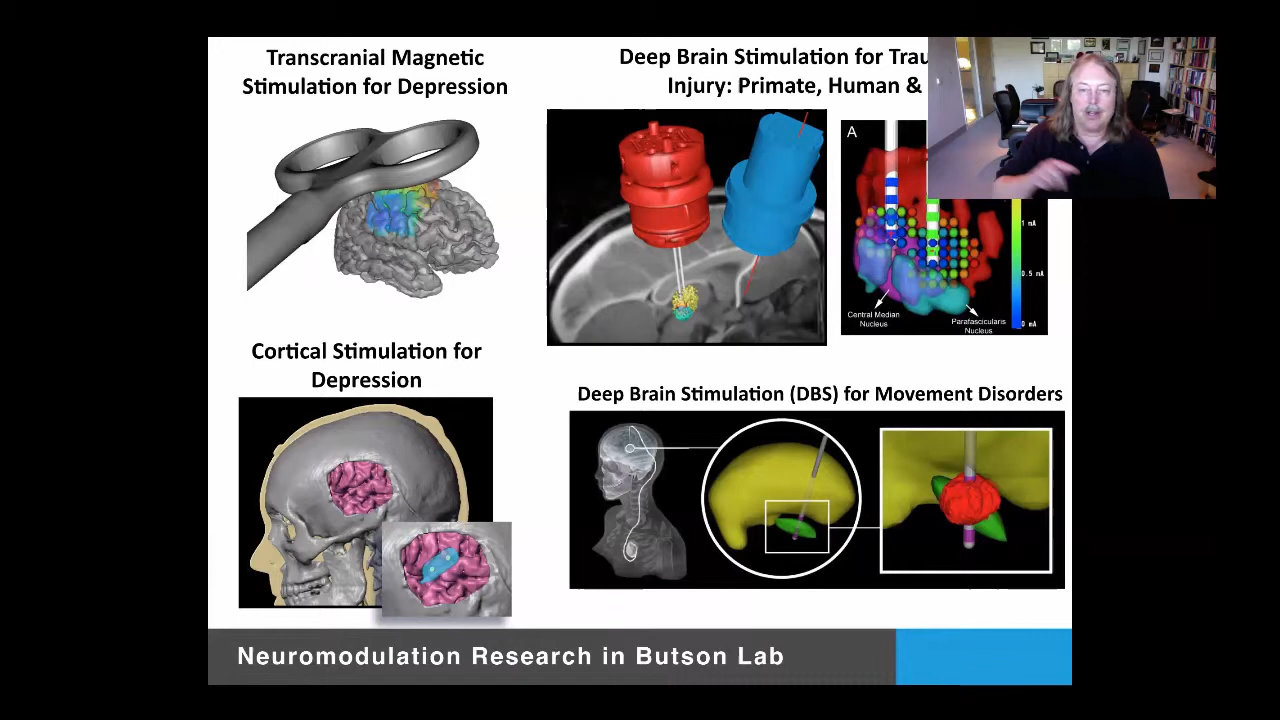 Transcranial Magnetic
Stimulation for Depression
Deep Brain Stimulation for
Injury: Primate, Human &
A
1 mA
0.5 mA
0 mA
Central Median
Nucleus
Parafascicularis
Nucleus
Cortical Stimulation for
Depression
Deep Brain Stimulation (DBS) for Movement Disorders
Neuromodulation Research in Butson Lab